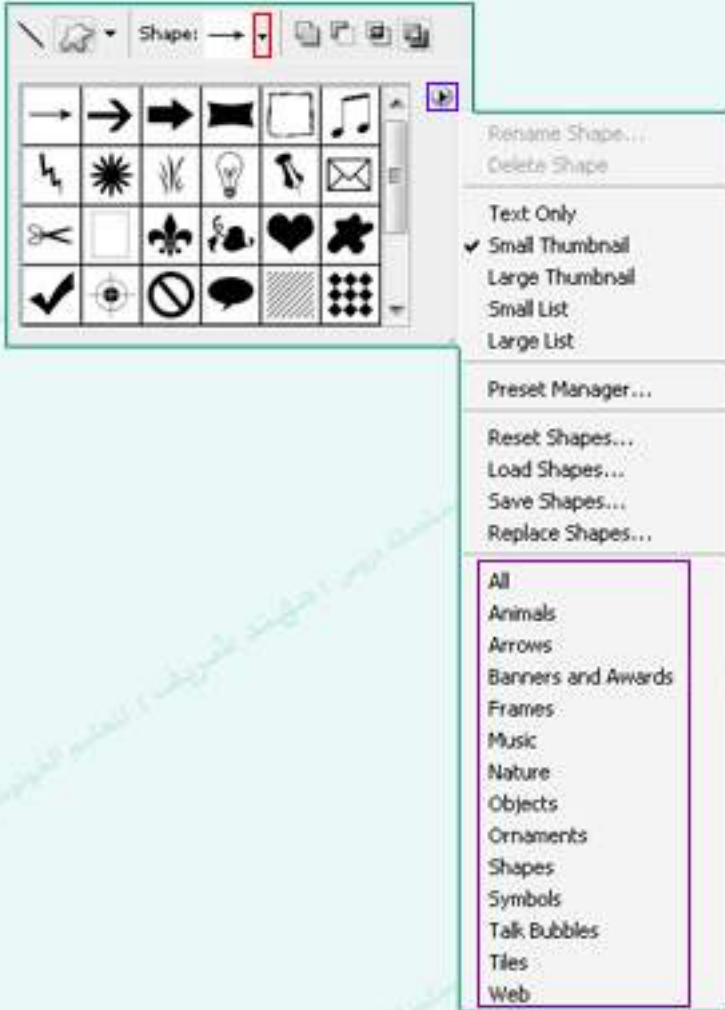 Shape:
Rename Shape...
Delete Shape
Text Only
Small Thumbnail
Large Thumbnail
Small List
Large List
Preset Manager...
Reset Shapes...
Load Shapes...
Save Shapes...
Replace Shapes...
All
Animals
Arrows
Banners and Awards
Frames
Music
Nature
Objects
Ornaments
Shapes
Symbols
Talk Bubbles
Tiles
Web